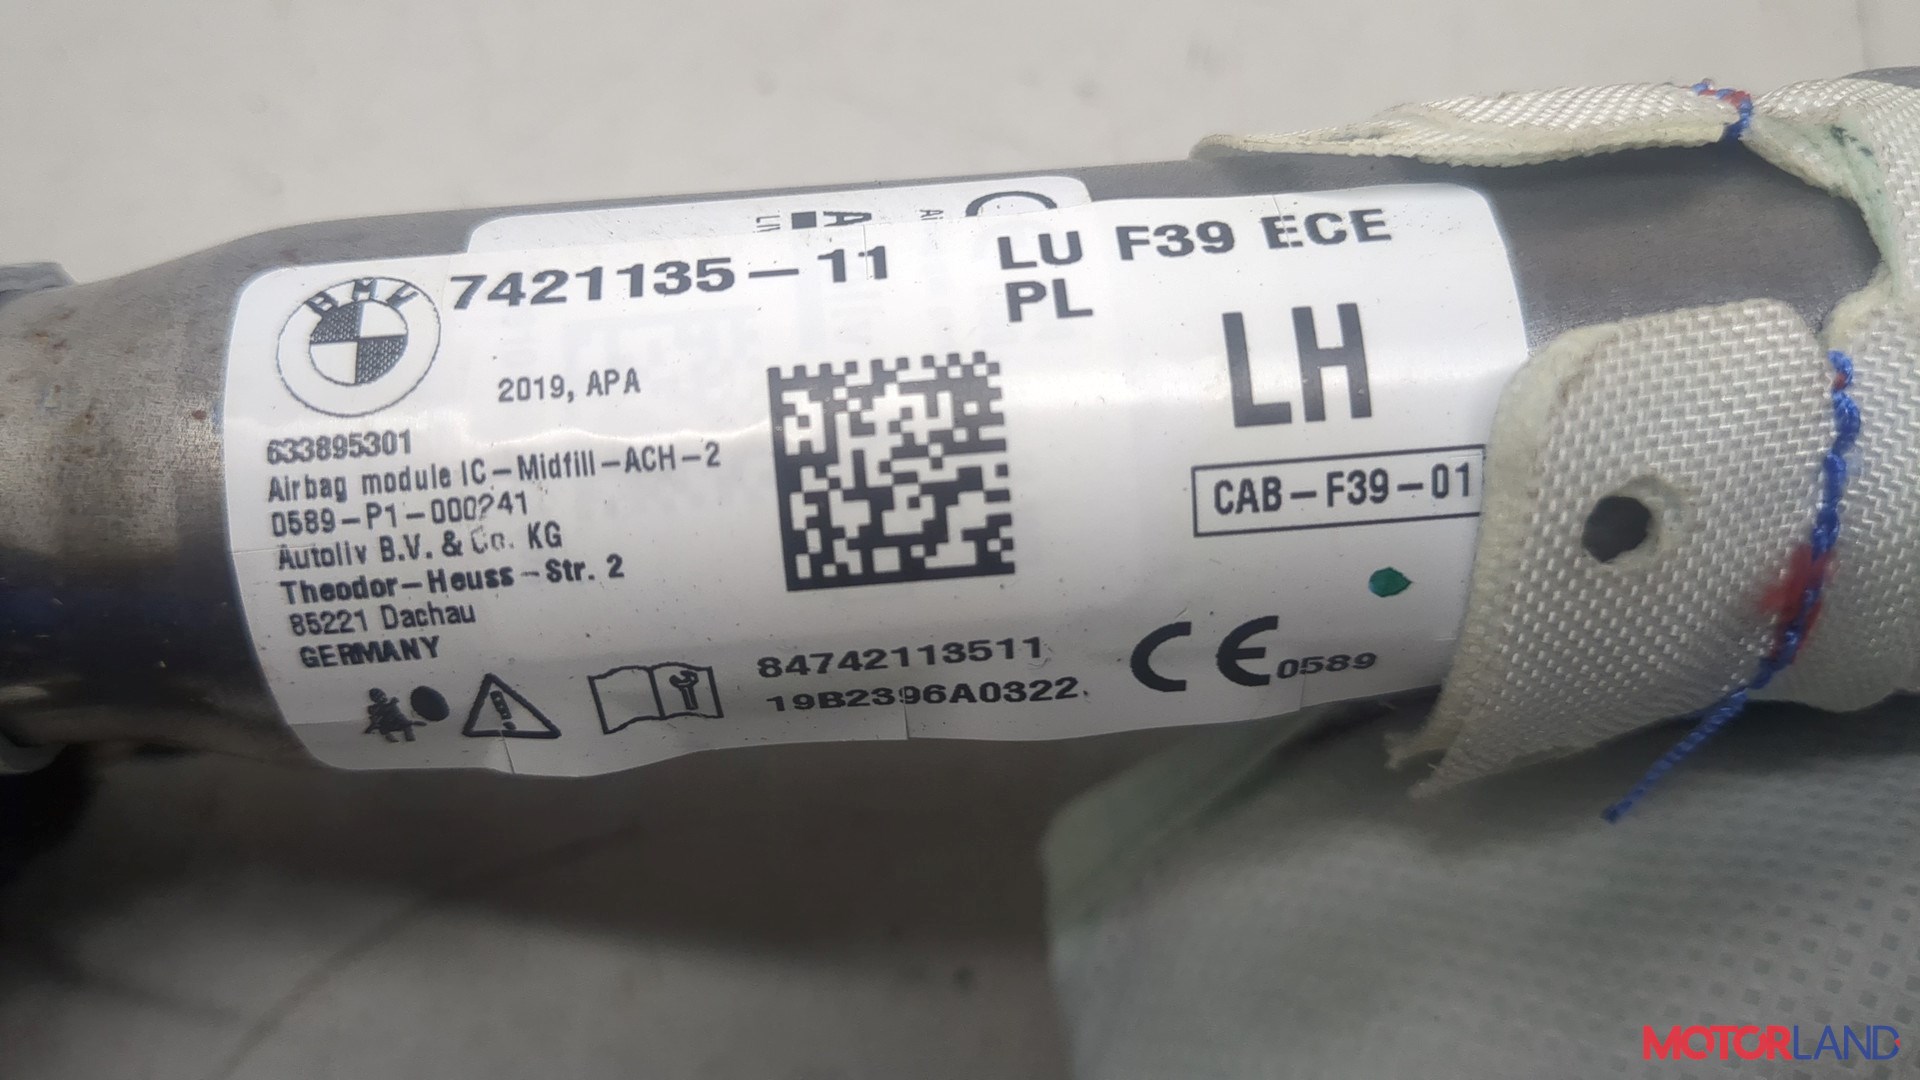 BMW
7421135-11
LU F39 ECE
PL
LH
2019, APA
633895301
Airbag module IC-Midfill-ACH-2
0589-P1-000241
Autoliv B.V. & Co. KG
Theodor-Heuss-Str. 2
85221 Dachau
GERMANY
CAB-F39-01
84742113511
19B2396A0322
CE 0589
MOTORLAND